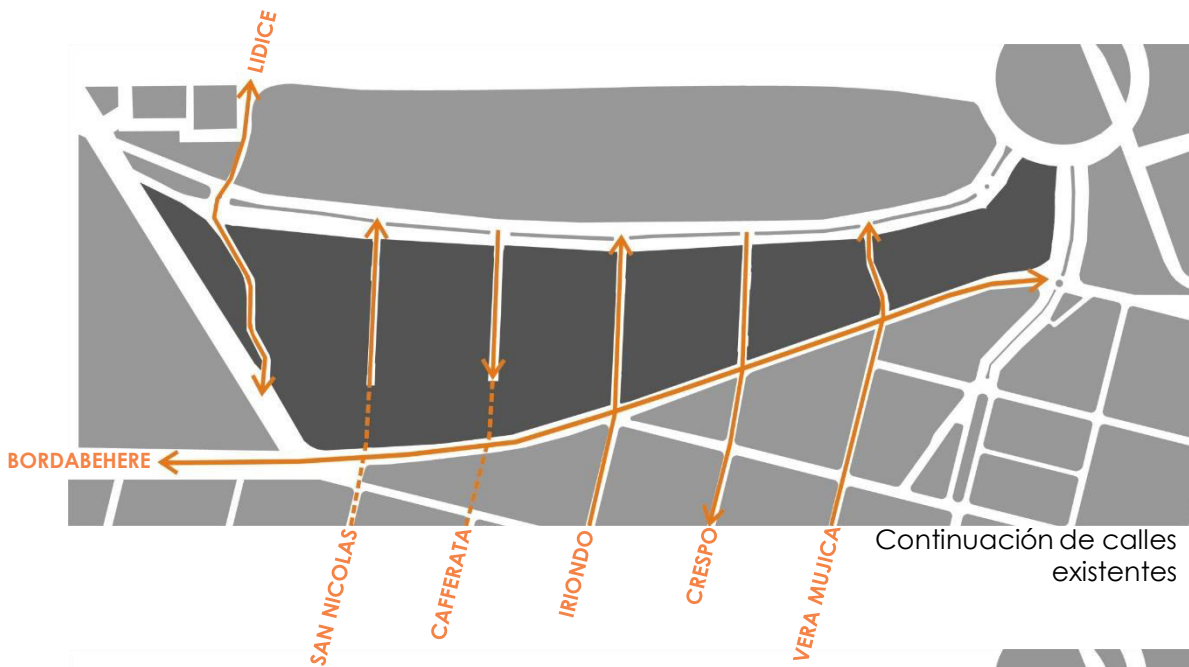 LIDICE
BORDABEHERE
SAN NICOLAS
CAFFERATA
IRIONDO
CRESPO
VERA MUJICA
Continuación de calles
existentes